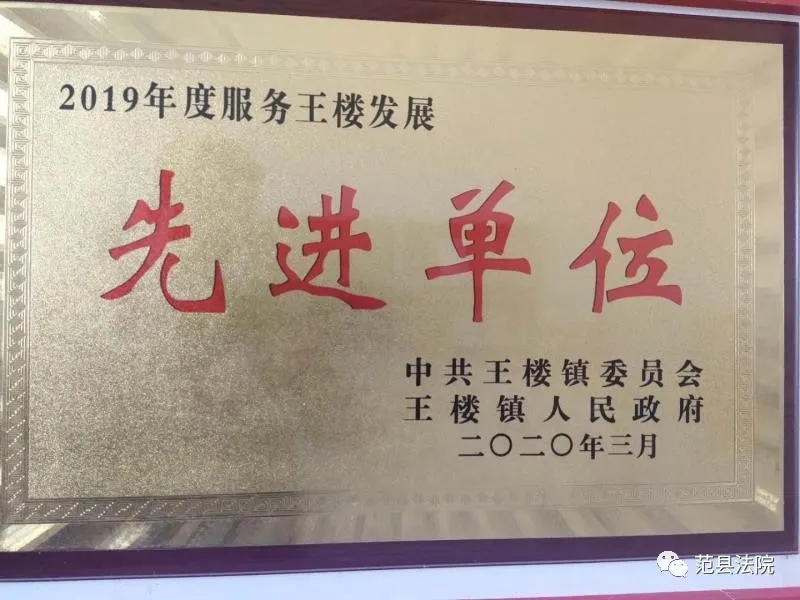 2019年度服务王楼发展
先进单位
中共王楼镇委员会
王楼镇人民政府
二〇二〇年三月
范县法院